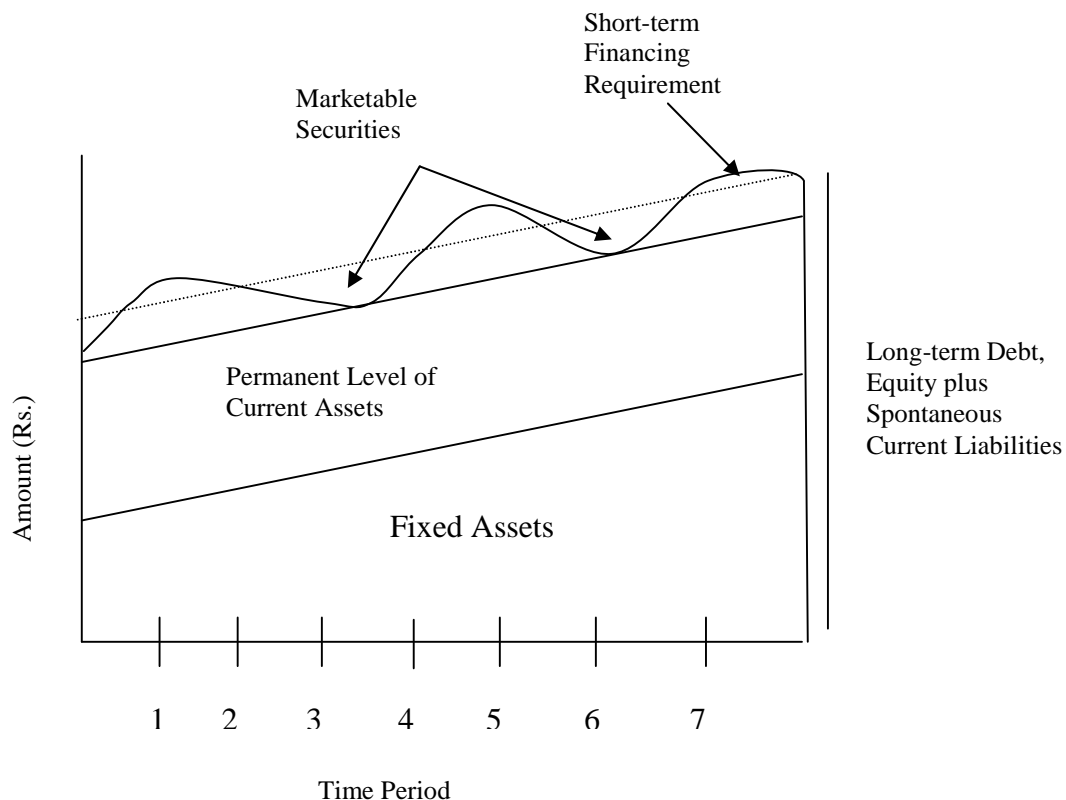 Short-term
Financing
Requirement
Marketable
Securities
Long-term Debt,
Equity plus
Spontaneous
Current Liabilities
Permanent Level of
Current Assets
Amount (Rs.)
Fixed Assets
1 2 3 4 5 6 7
Time Period